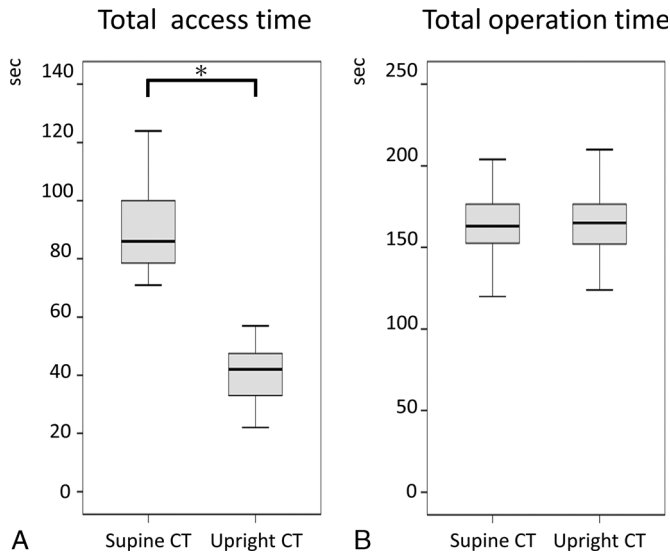 Total access time
sec
140
120
100
80
60
40
20
0
*
Supine CT Upright CT
A
Total operation time
sec
250
200
150
100
50
0
Supine CT Upright CT
B